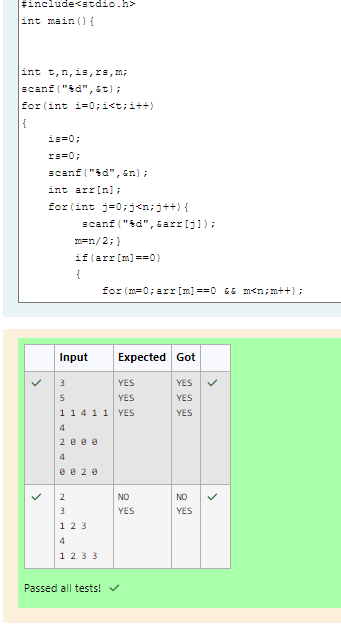 #include<stdio.h>
int main(){
int t,n,is,rs,m;
scanf("%d",&t);
for(int i=0;i<t;i++)
{
is=0;
rs=0;
scanf("%d",&n);
int arr[n];
for(int j=0;j<n;j++){
scanf("%d",&arr[j]);
m=n/2;}
if(arr[m]==0)
{
for(m=0;arr[m]==0 && m<n;m++);
Input Expected Got
3 YES YES
5 YES YES
1 1 4 1 1 YES YES
4
2 0 0 0
4
0 0 2 0
2 NO NO
3 YES YES
1 2 3
4
1 2 3 3
Passed all tests!